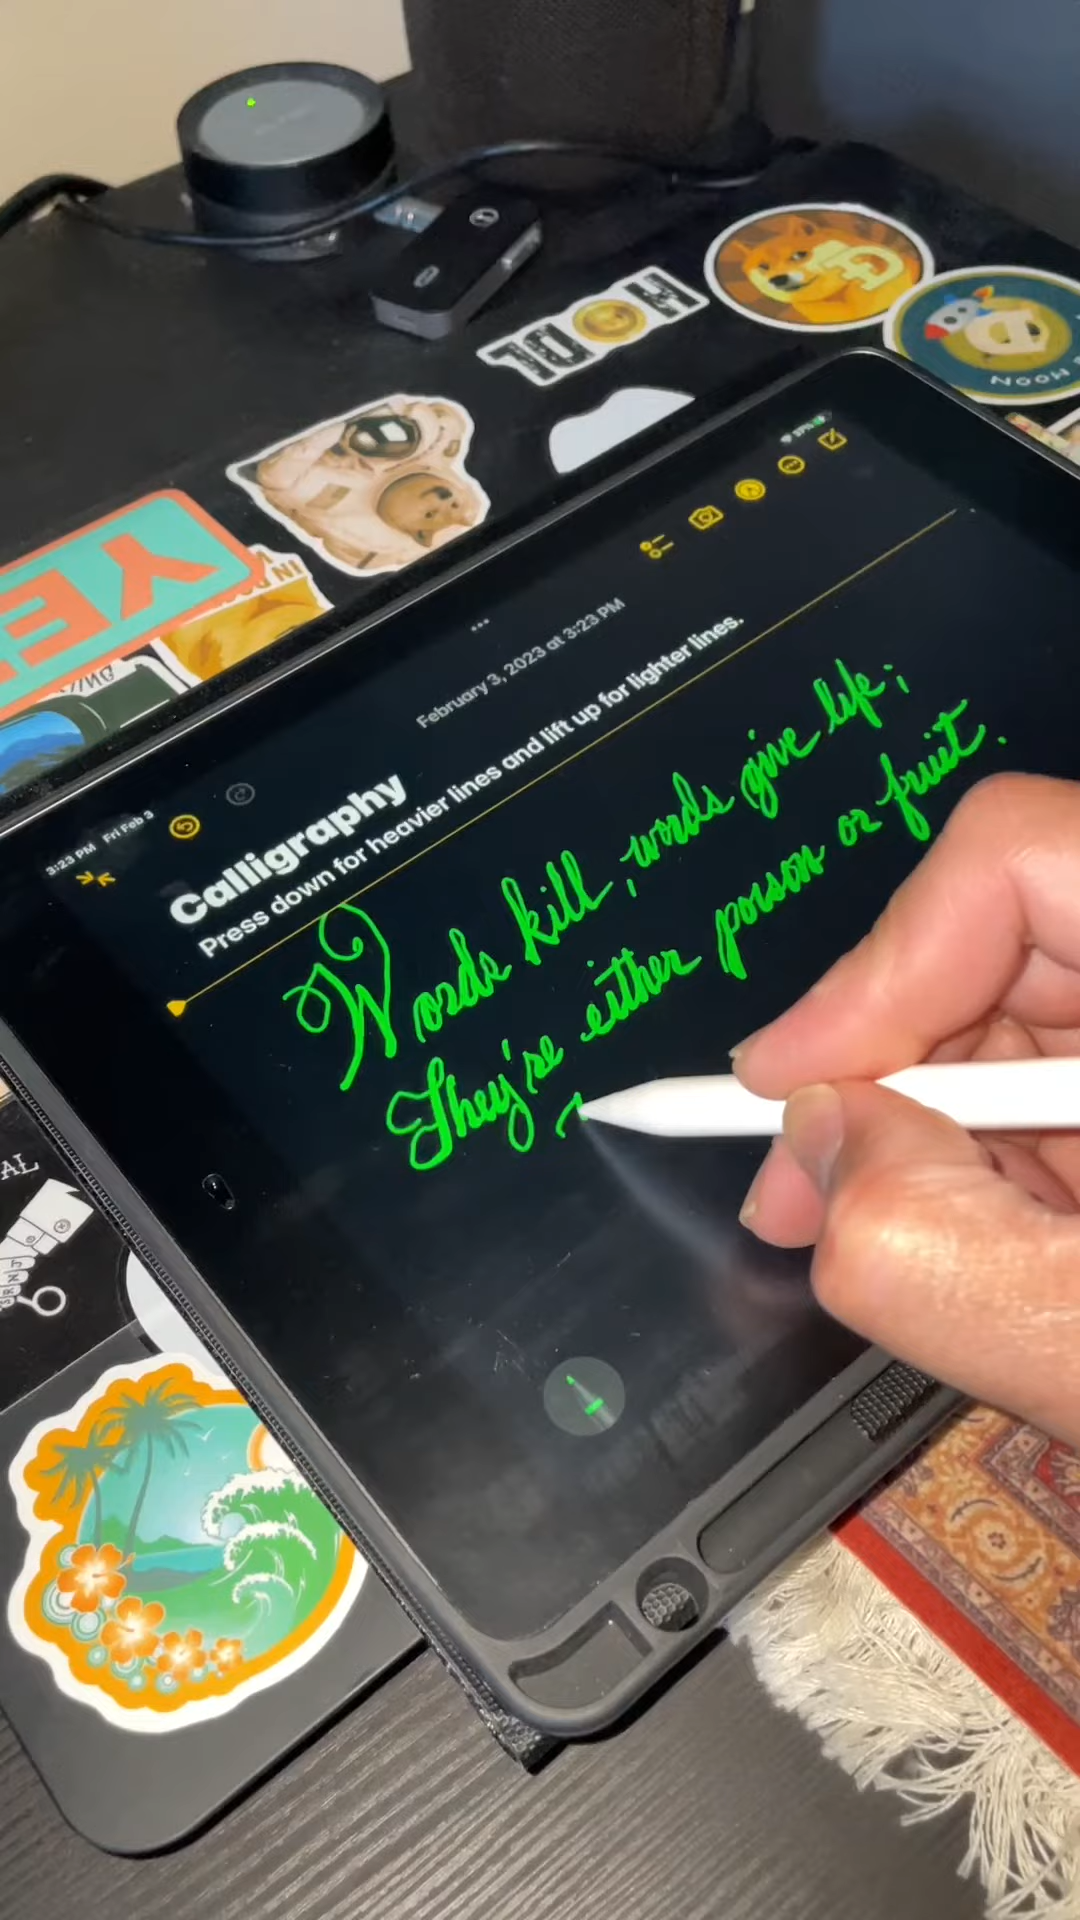 100H
MOON
YE
AL
3:23 PM Fri Feb 3
February 3, 2023 at 3:23 PM
Calligraphy
Press down for heavier lines and lift up for lighter lines.
Words kill, words give life;
They're either poison or fruit.